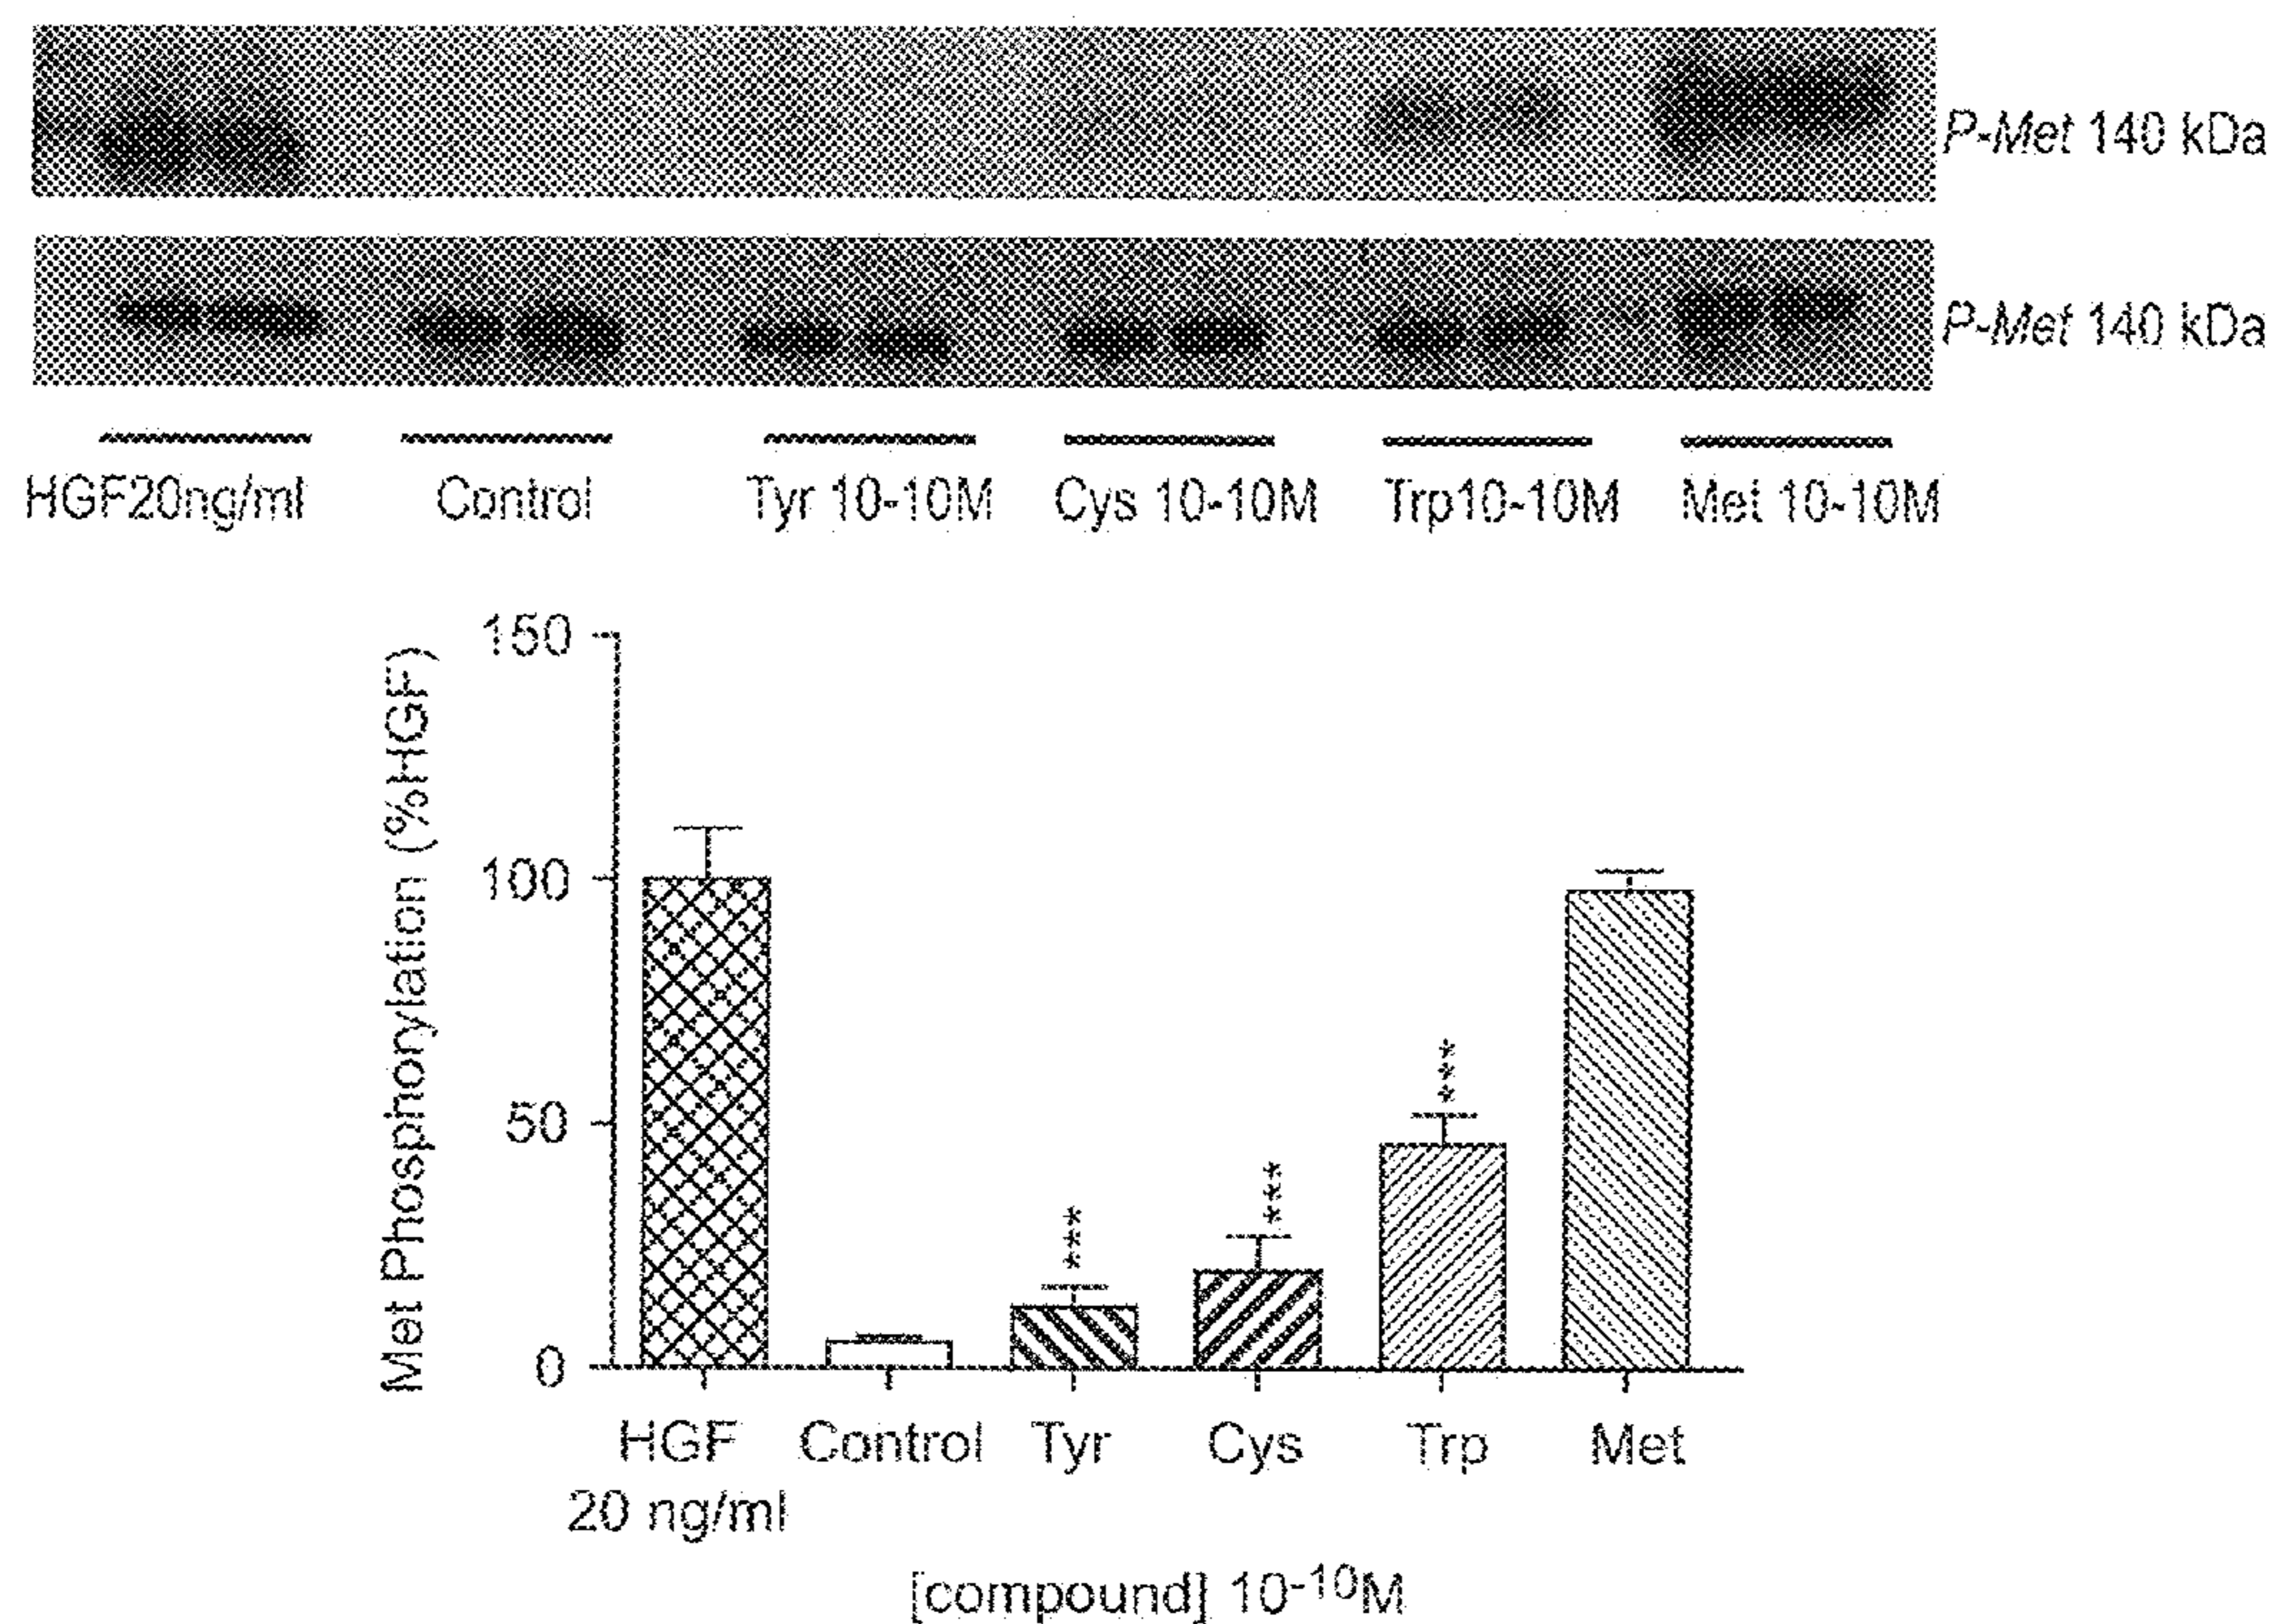 P-Met 140 kDa
P-Met 140 kDa
HGF20ng/ml Control Tyr 10-10M Cys 10-10M Trp10-10M Met 10-10M
Met Phosphorylation (%HGF)
150
100
50
0
***
***
***
HGF Control Tyr Cys Trp Met
20 ng/ml
[compound] 10⁻¹⁰M